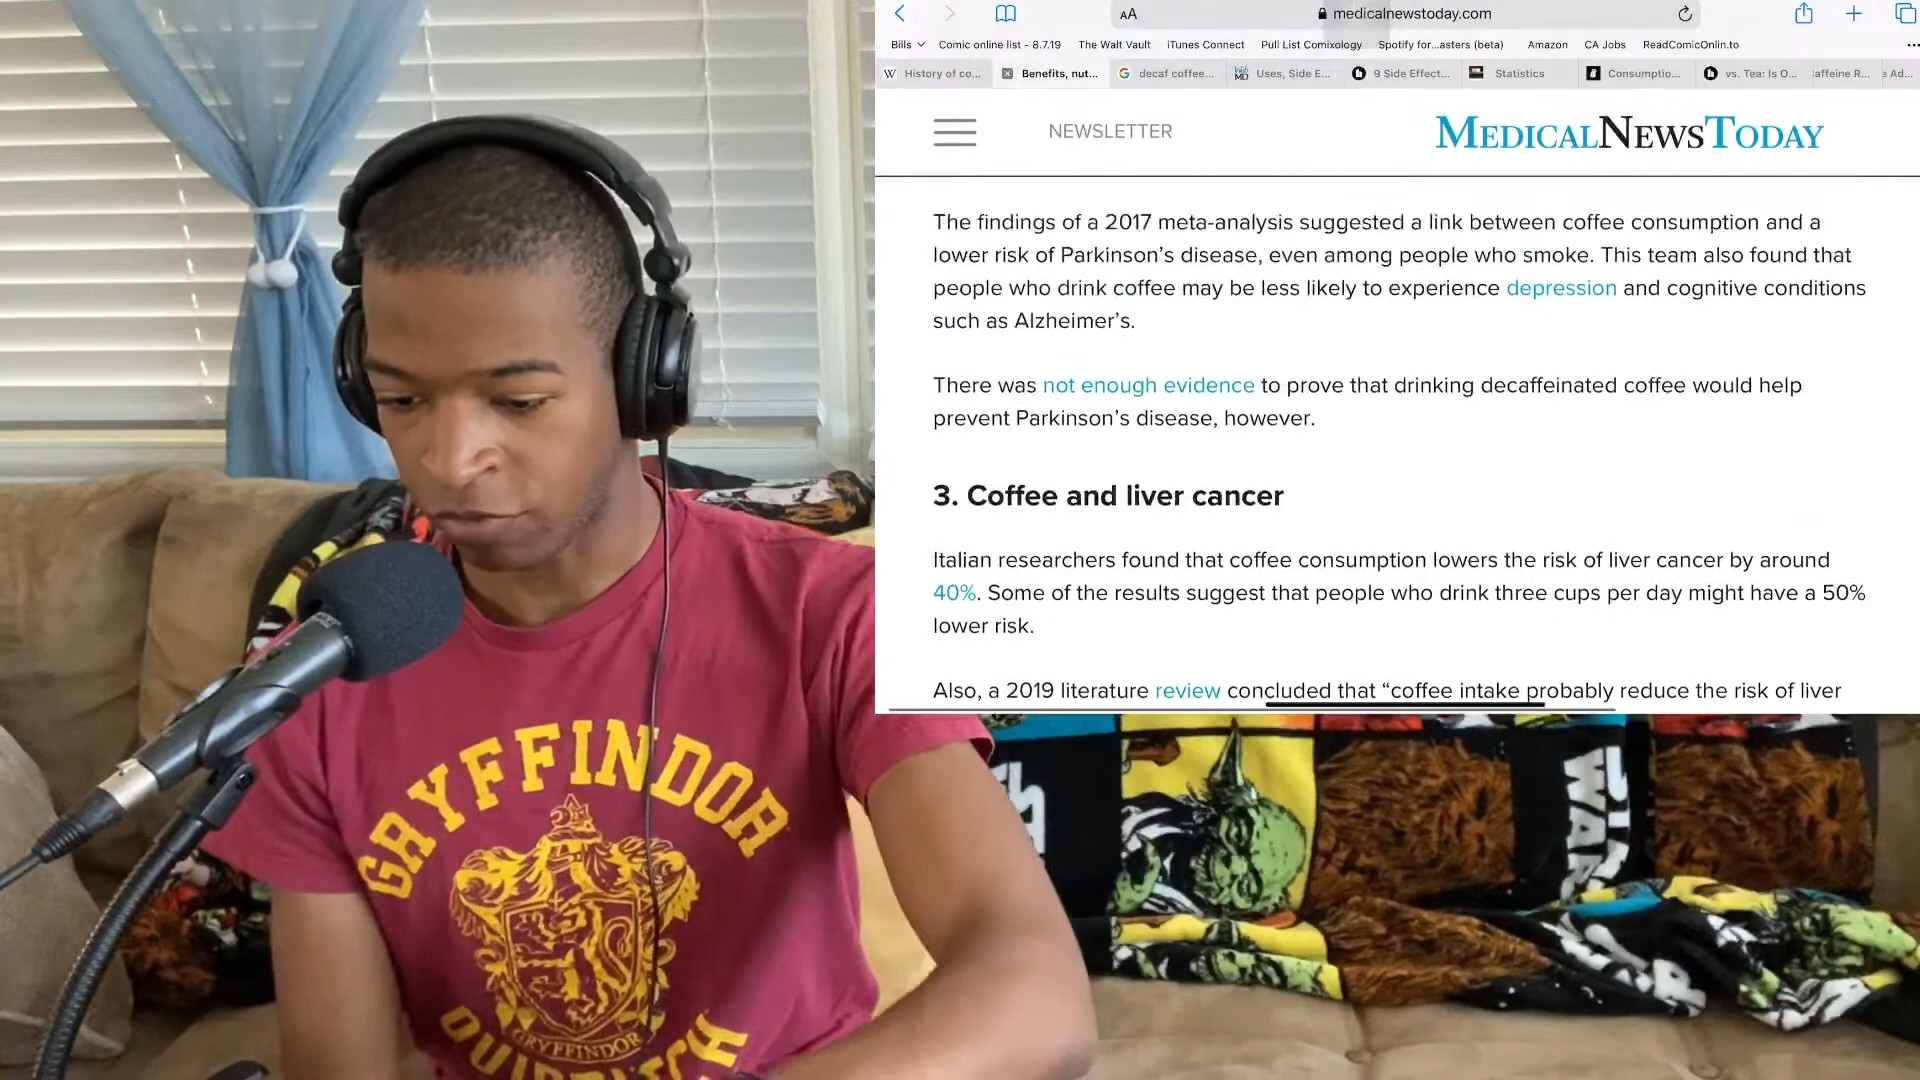 AA
medicalnewstoday.com
Bills
Comic online list - 8.7.19
The Walt Vault
iTunes Connect
Pull List Comixology
Spotify for...asters (beta)
Amazon
CA Jobs
ReadComicOnlin.to
W History of co...
Benefits, nut...
G decaf coffee...
Web MD Uses, Side E...
h 9 Side Effect...
Statistics
Consumptio...
h vs. Tea: Is O...
affeine R...
e Ad...
NEWSLETTER
MEDICALNEWSTODAY
The findings of a 2017 meta-analysis suggested a link between coffee consumption and a
lower risk of Parkinson’s disease, even among people who smoke. This team also found that
people who drink coffee may be less likely to experience depression and cognitive conditions
such as Alzheimer’s.
There was not enough evidence to prove that drinking decaffeinated coffee would help
prevent Parkinson’s disease, however.
3. Coffee and liver cancer
Italian researchers found that coffee consumption lowers the risk of liver cancer by around
40%. Some of the results suggest that people who drink three cups per day might have a 50%
lower risk.
Also, a 2019 literature review concluded that “coffee intake probably reduce the risk of liver
GRYFFINDOR
GRYFFINDOR
QUIDDITCH
STAR
WARS